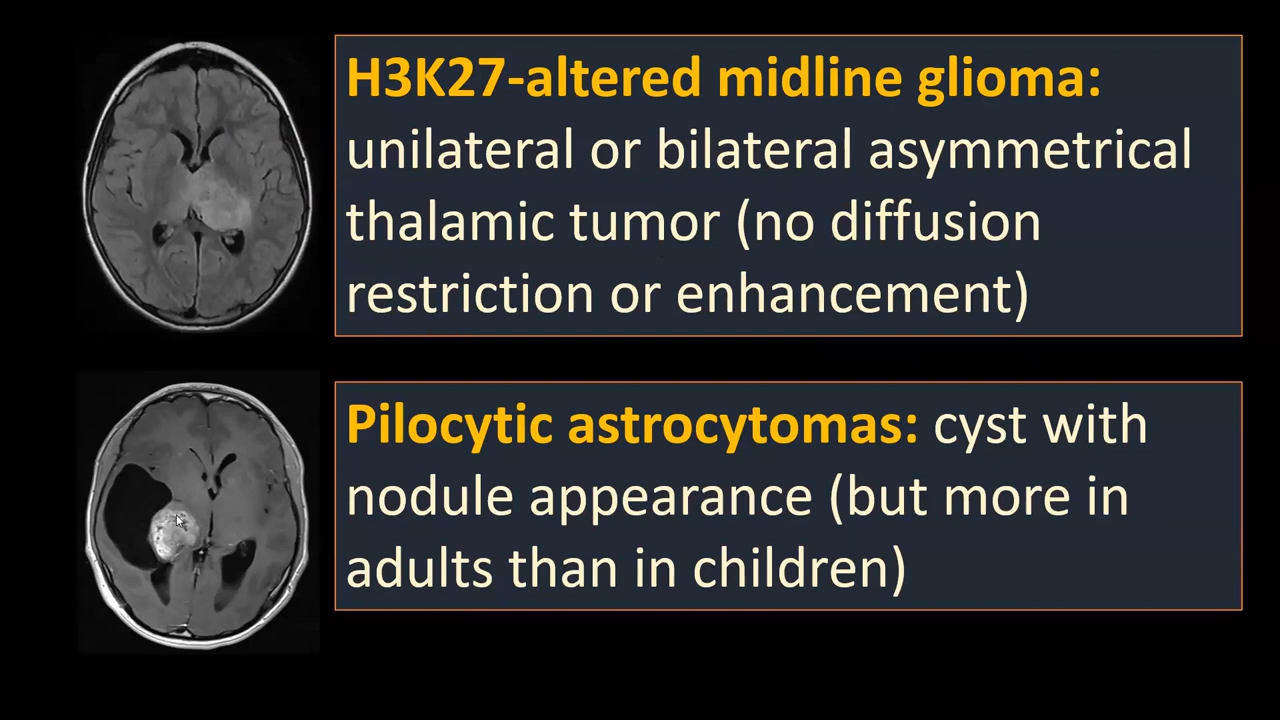 H3K27-altered midline glioma:
unilateral or bilateral asymmetrical
thalamic tumor (no diffusion
restriction or enhancement)
Pilocytic astrocytomas: cyst with
nodule appearance (but more in
adults than in children)